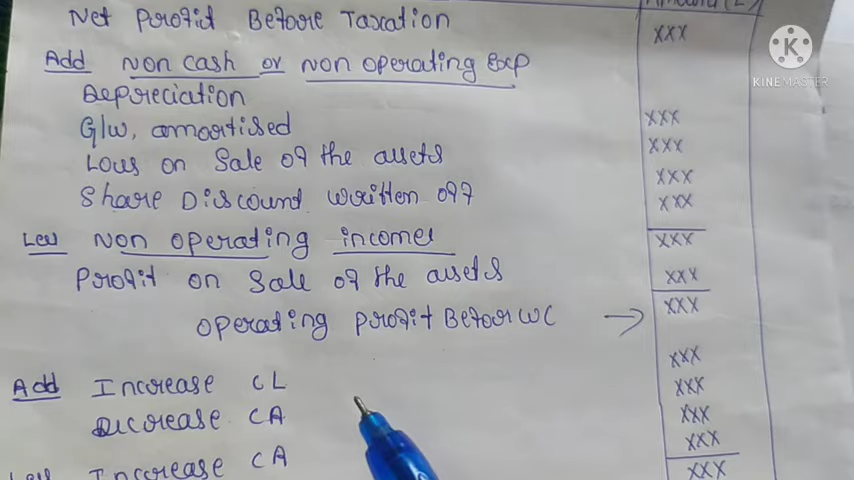 Amount (₹)
Net Profit Before Taxation xxx
Add Non cash or Non operating Exp
Depreciation xxx
G/w, amortised xxx
Loss on Sale of the assets xxx
Share Discount written off xxx
Less Non operating incomes xxx
Profit on Sale of the assets xxx
operating profit Before WC → xxx
xxx
Add Increase CL xxx
Decrease CA xxx
xxx
Less Increase CA xxx
K
KINEMASTER